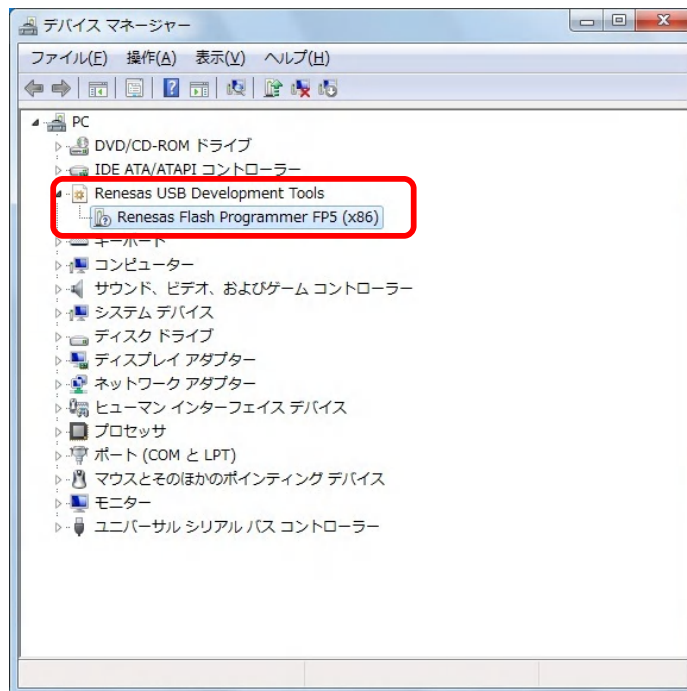 デバイス マネージャー
ファイル(F) 操作(A) 表示(V) ヘルプ(H)
PC
DVD/CD-ROM ドライブ
IDE ATA/ATAPI コントローラー
Renesas USB Development Tools
Renesas Flash Programmer FP5 (x86)
キーボード
コンピューター
サウンド、ビデオ、およびゲーム コントローラー
システム デバイス
ディスク ドライブ
ディスプレイ アダプター
ネットワーク アダプター
ヒューマン インターフェイス デバイス
プロセッサ
ポート (COM と LPT)
マウスとそのほかのポインティング デバイス
モニター
ユニバーサル シリアル バス コントローラー